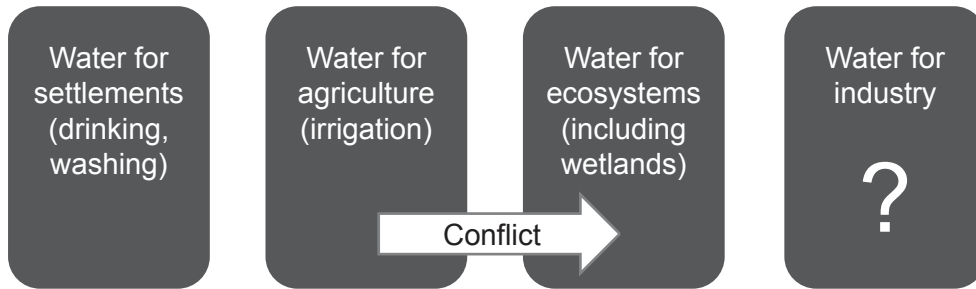 Water for
settlements
(drinking,
washing)
Water for
agriculture
(irrigation)
Water for
ecosystems
(including
wetlands)
Water for
industry
?
Conflict